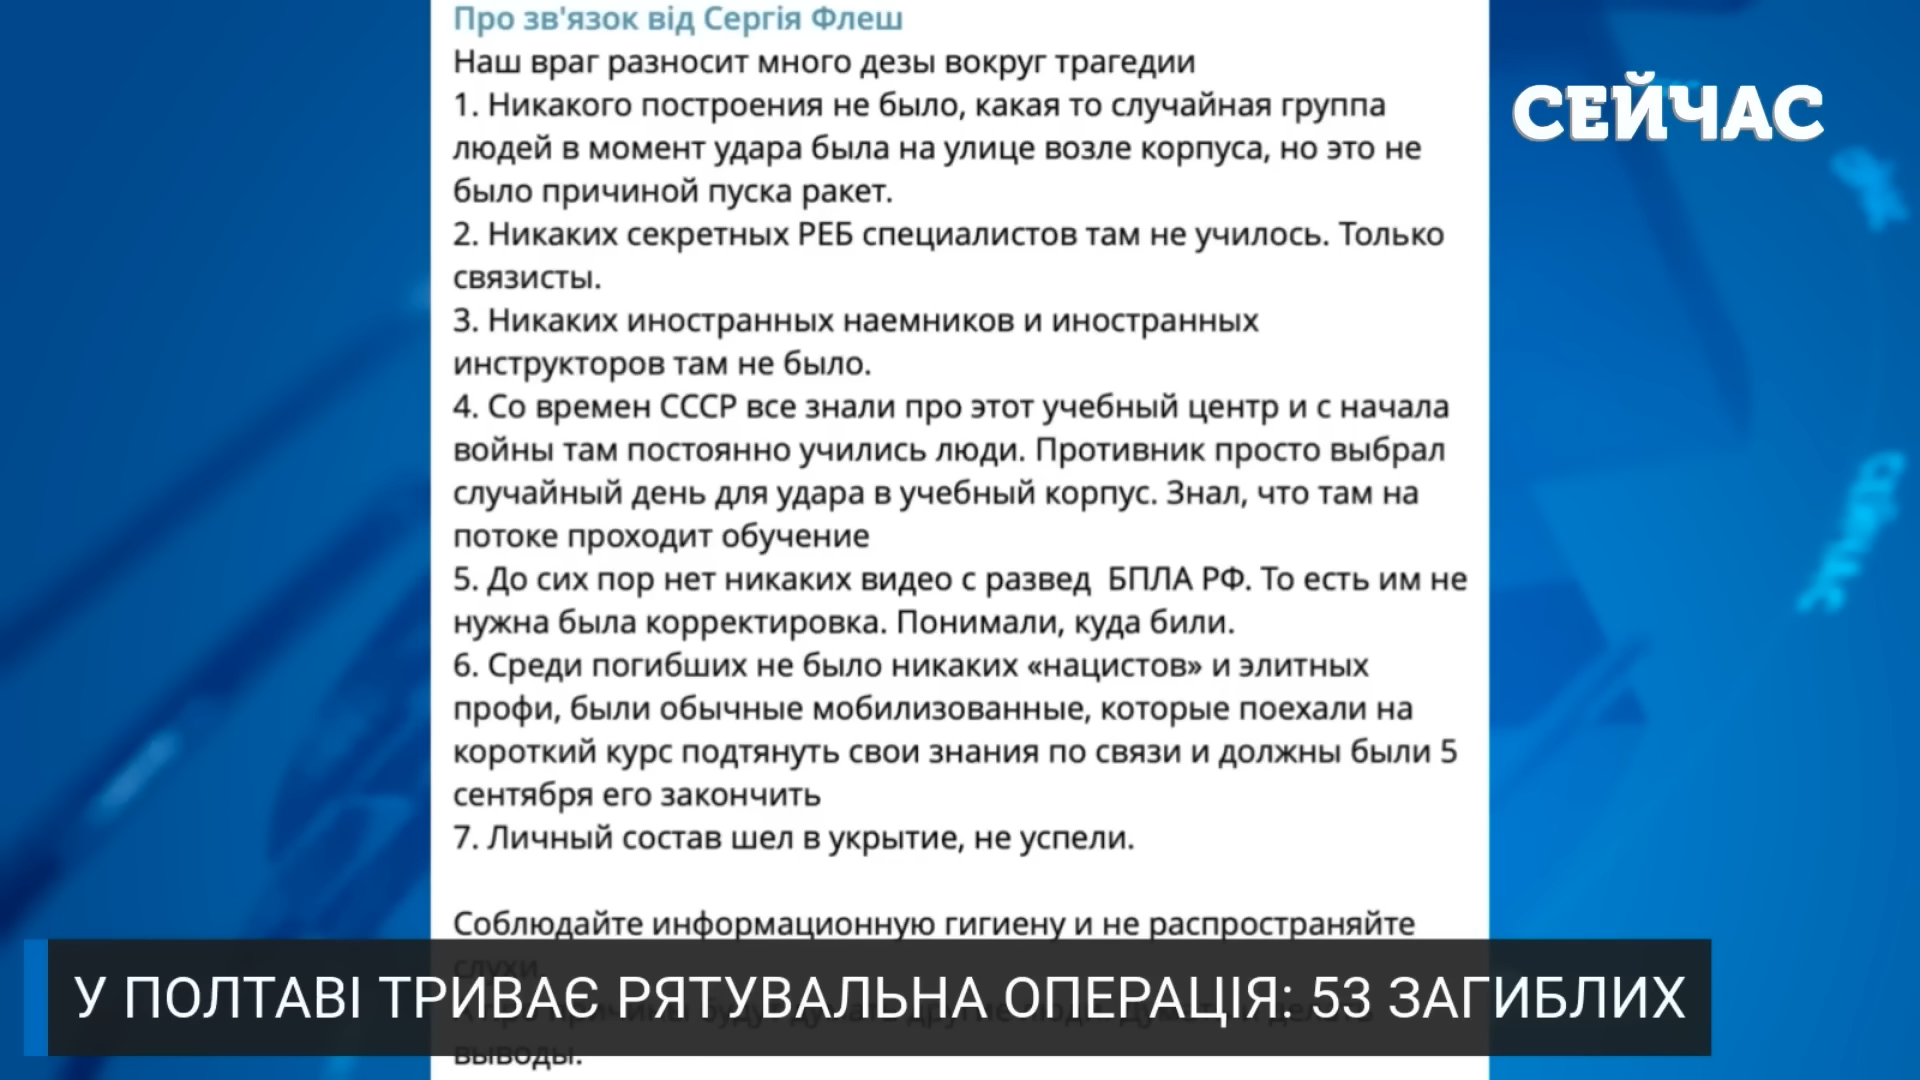 Про зв'язок від Сергія Флеш
Наш враг разносит много дезы вокруг трагедии
1. Никакого построения не было, какая то случайная группа
людей в момент удара была на улице возле корпуса, но это не
было причиной пуска ракет.
2. Никаких секретных РЕБ специалистов там не училось. Только
связисты.
3. Никаких иностранных наемников и иностранных
инструкторов там не было.
4. Со времен СССР все знали про этот учебный центр и с начала
войны там постоянно учились люди. Противник просто выбрал
случайный день для удара в учебный корпус. Знал, что там на
потоке проходит обучение
5. До сих пор нет никаких видео с развед  БПЛА РФ. То есть им не
нужна была корректировка. Понимали, куда били.
6. Среди погибших не было никаких «нацистов» и элитных
профи, были обычные мобилизованные, которые поехали на
короткий курс подтянуть свои знания по связи и должны были 5
сентября его закончить
7. Личный состав шел в укрытие, не успели.
Соблюдайте информационную гигиену и не распространяйте
слухи.
выводы.
СЕЙЧАС
У ПОЛТАВІ ТРИВАЄ РЯТУВАЛЬНА ОПЕРАЦІЯ: 53 ЗАГИБЛИХ